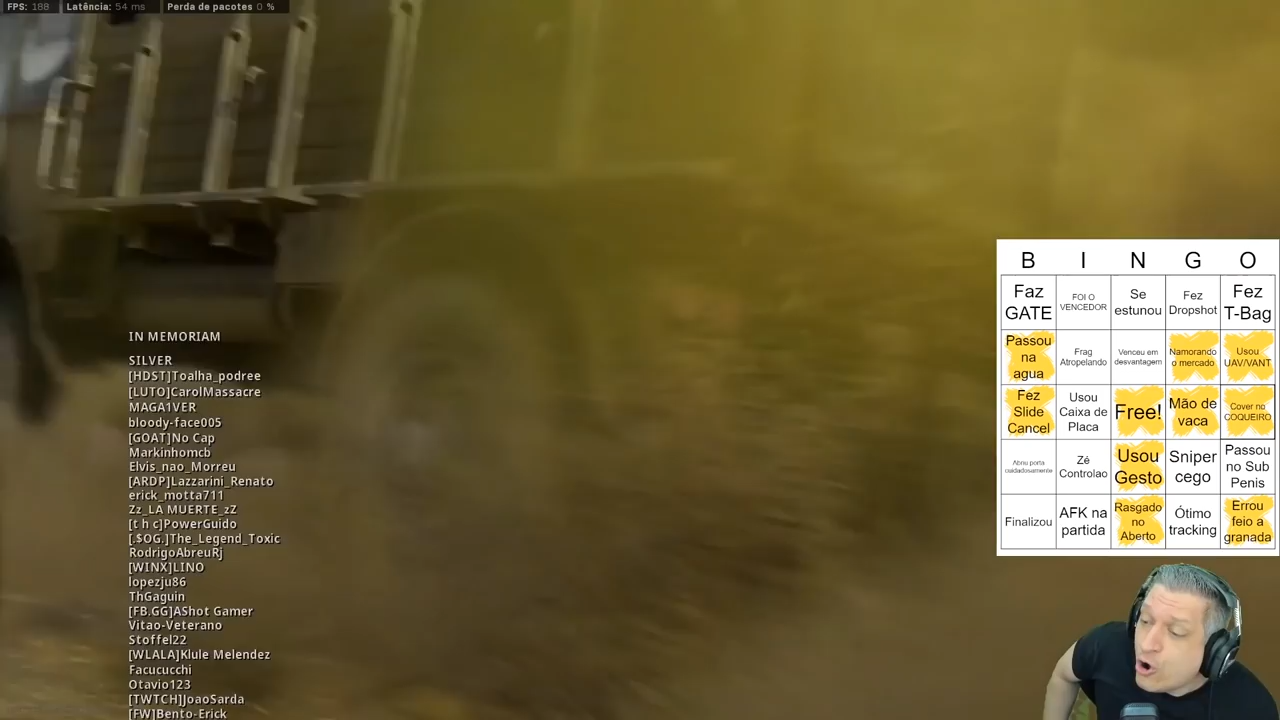 FPS: 188 Latência: 54 ms Perda de pacotes 0 %
IN MEMORIAM
SILVER
[HDST]Toalha_podree
[LUTO]CarolMassacre
MAGA1VER
bloody-face005
[GOAT]No Cap
Markinhomcb
Elvis_nao_Morreu
[ARDP]Lazzarini_Renato
erick_motta711
Zz_LA MUERTE_zZ
[t h c]PowerGuido
[.$OG.]The_Legend_Toxic
RodrigoAbreuRj
[WINX]LINO
lopezju86
ThGaguin
[FB.GG]AShot Gamer
Vitao-Veterano
Stoffel22
[WLALA]Klule Melendez
Facucucchi
Otavio123
[TWTCH]JoaoSarda
[FW]Bento-Erick
B I N G O
Faz
GATE
FOI O
VENCEDOR
Se
estunou
Fez
Dropshot
Fez
T-Bag
Passou
na
agua
Frag
Atropelando
Venceu em
desvantagem
Namorando
o mercado
Usou
UAV/VANT
Fez
Slide
Cancel
Usou
Caixa de
Placa
Free!
Mão de
vaca
Cover no
COQUEIRO
Abriu porta
cuidadosamente
Zé
Controlao
Usou
Gesto
Sniper
cego
Passou
no Sub
Penis
Finalizou
AFK na
partida
Rasgado
no
Aberto
Ótimo
tracking
Errou
feio a
granada